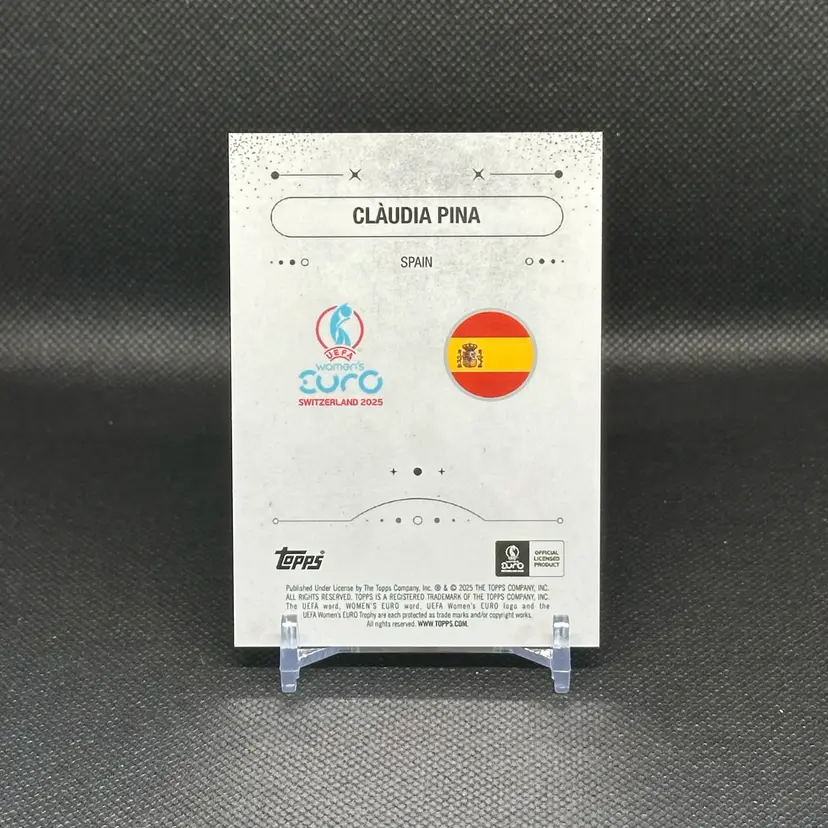 CLÀUDIA PINA
SPAIN
UEFA
women's
EURO
SWITZERLAND 2025
Topps
OFFICIAL
LICENSED
PRODUCT
Published Under License by The Topps Company, Inc. ® & © 2025 THE TOPPS COMPANY, INC.
ALL RIGHTS RESERVED. TOPPS IS A REGISTERED TRADEMARK OF THE TOPPS COMPANY, INC.
The UEFA word, WOMEN'S EURO word, UEFA Women's EURO logo and the
UEFA Women's EURO Trophy are each protected as trade marks and/or copyright works.
All rights reserved. WWW.TOPPS.COM.